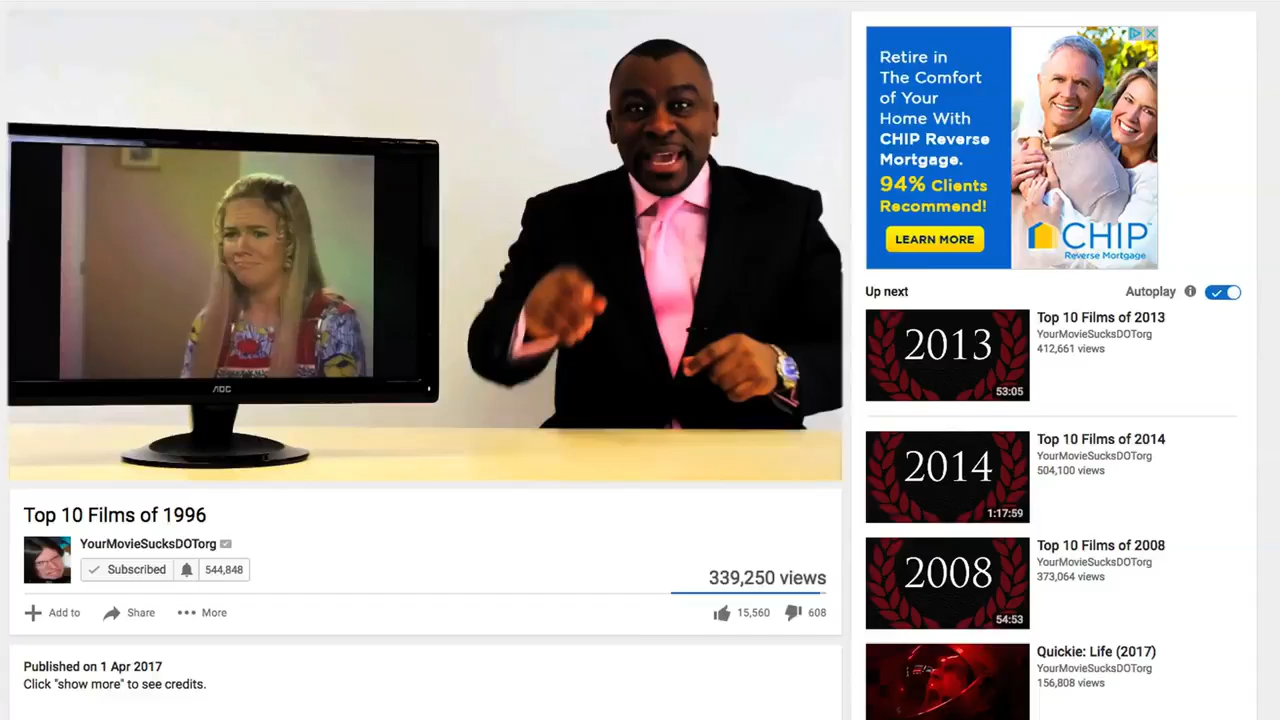 AOC
Top 10 Films of 1996
YourMovieSucksDOTorg
Subscribed
544,848
339,250 views
Add to
Share
More
15,560
608
Published on 1 Apr 2017
Click "show more" to see credits.
Retire in
The Comfort
of Your
Home With
CHIP Reverse
Mortgage.
94% Clients
Recommend!
LEARN MORE
CHIP
Reverse Mortgage
Up next
Autoplay
2013
53:05
Top 10 Films of 2013
YourMovieSucksDOTorg
412,661 views
2014
1:17:59
Top 10 Films of 2014
YourMovieSucksDOTorg
504,100 views
2008
54:53
Top 10 Films of 2008
YourMovieSucksDOTorg
373,064 views
Quickie: Life (2017)
YourMovieSucksDOTorg
156,808 views